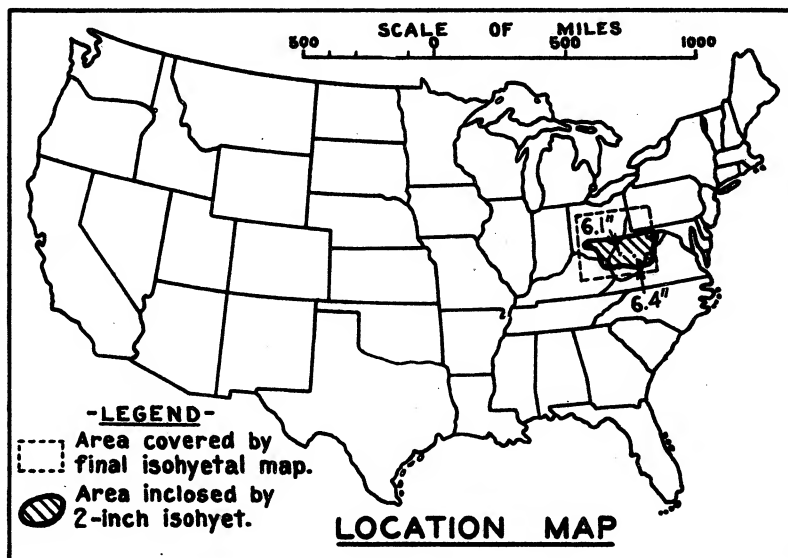 SCALE OF MILES
500 0 500 1000
6.1"
6.4"
-LEGEND-
Area covered by
final isohyetal map.
Area inclosed by
2-inch isohyet.
LOCATION MAP